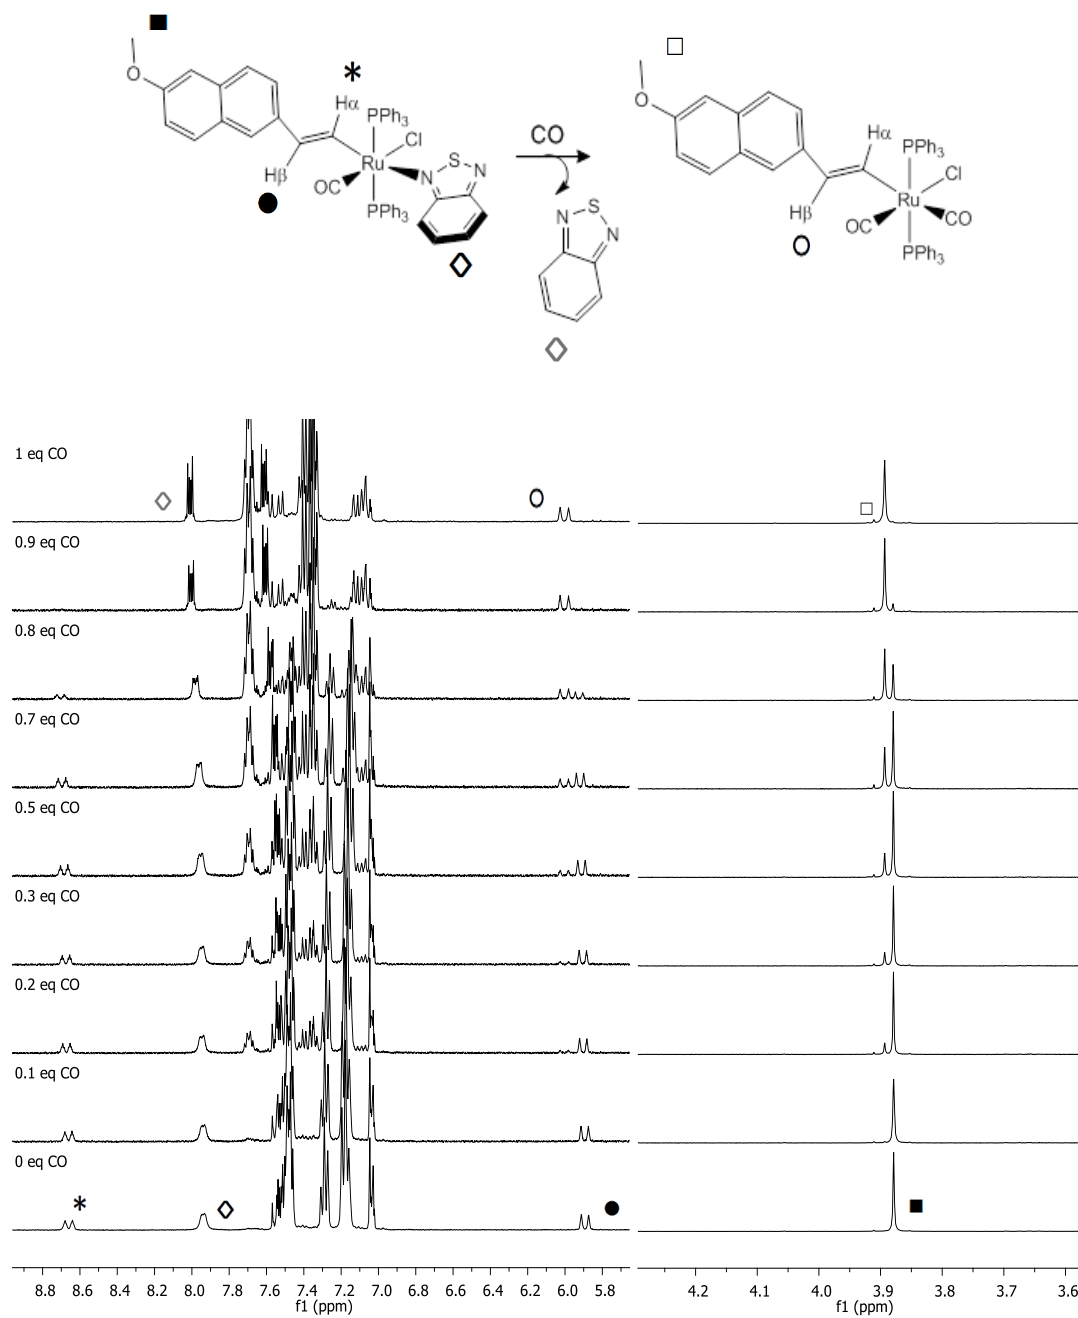 O
Hα
Hβ
PPh3
Cl
Ru
OC
PPh3
N
S
N
CO
N
S
N
O
Hα
Hβ
PPh3
Cl
Ru
OC
CO
PPh3
1 eq CO
0.9 eq CO
0.8 eq CO
0.7 eq CO
0.5 eq CO
0.3 eq CO
0.2 eq CO
0.1 eq CO
0 eq CO
8.8 8.6 8.4 8.2 8.0 7.8 7.6 7.4 7.2 7.0 6.8 6.6 6.4 6.2 6.0 5.8
f1 (ppm)
4.2 4.1 4.0 3.9 3.8 3.7 3.6
f1 (ppm)